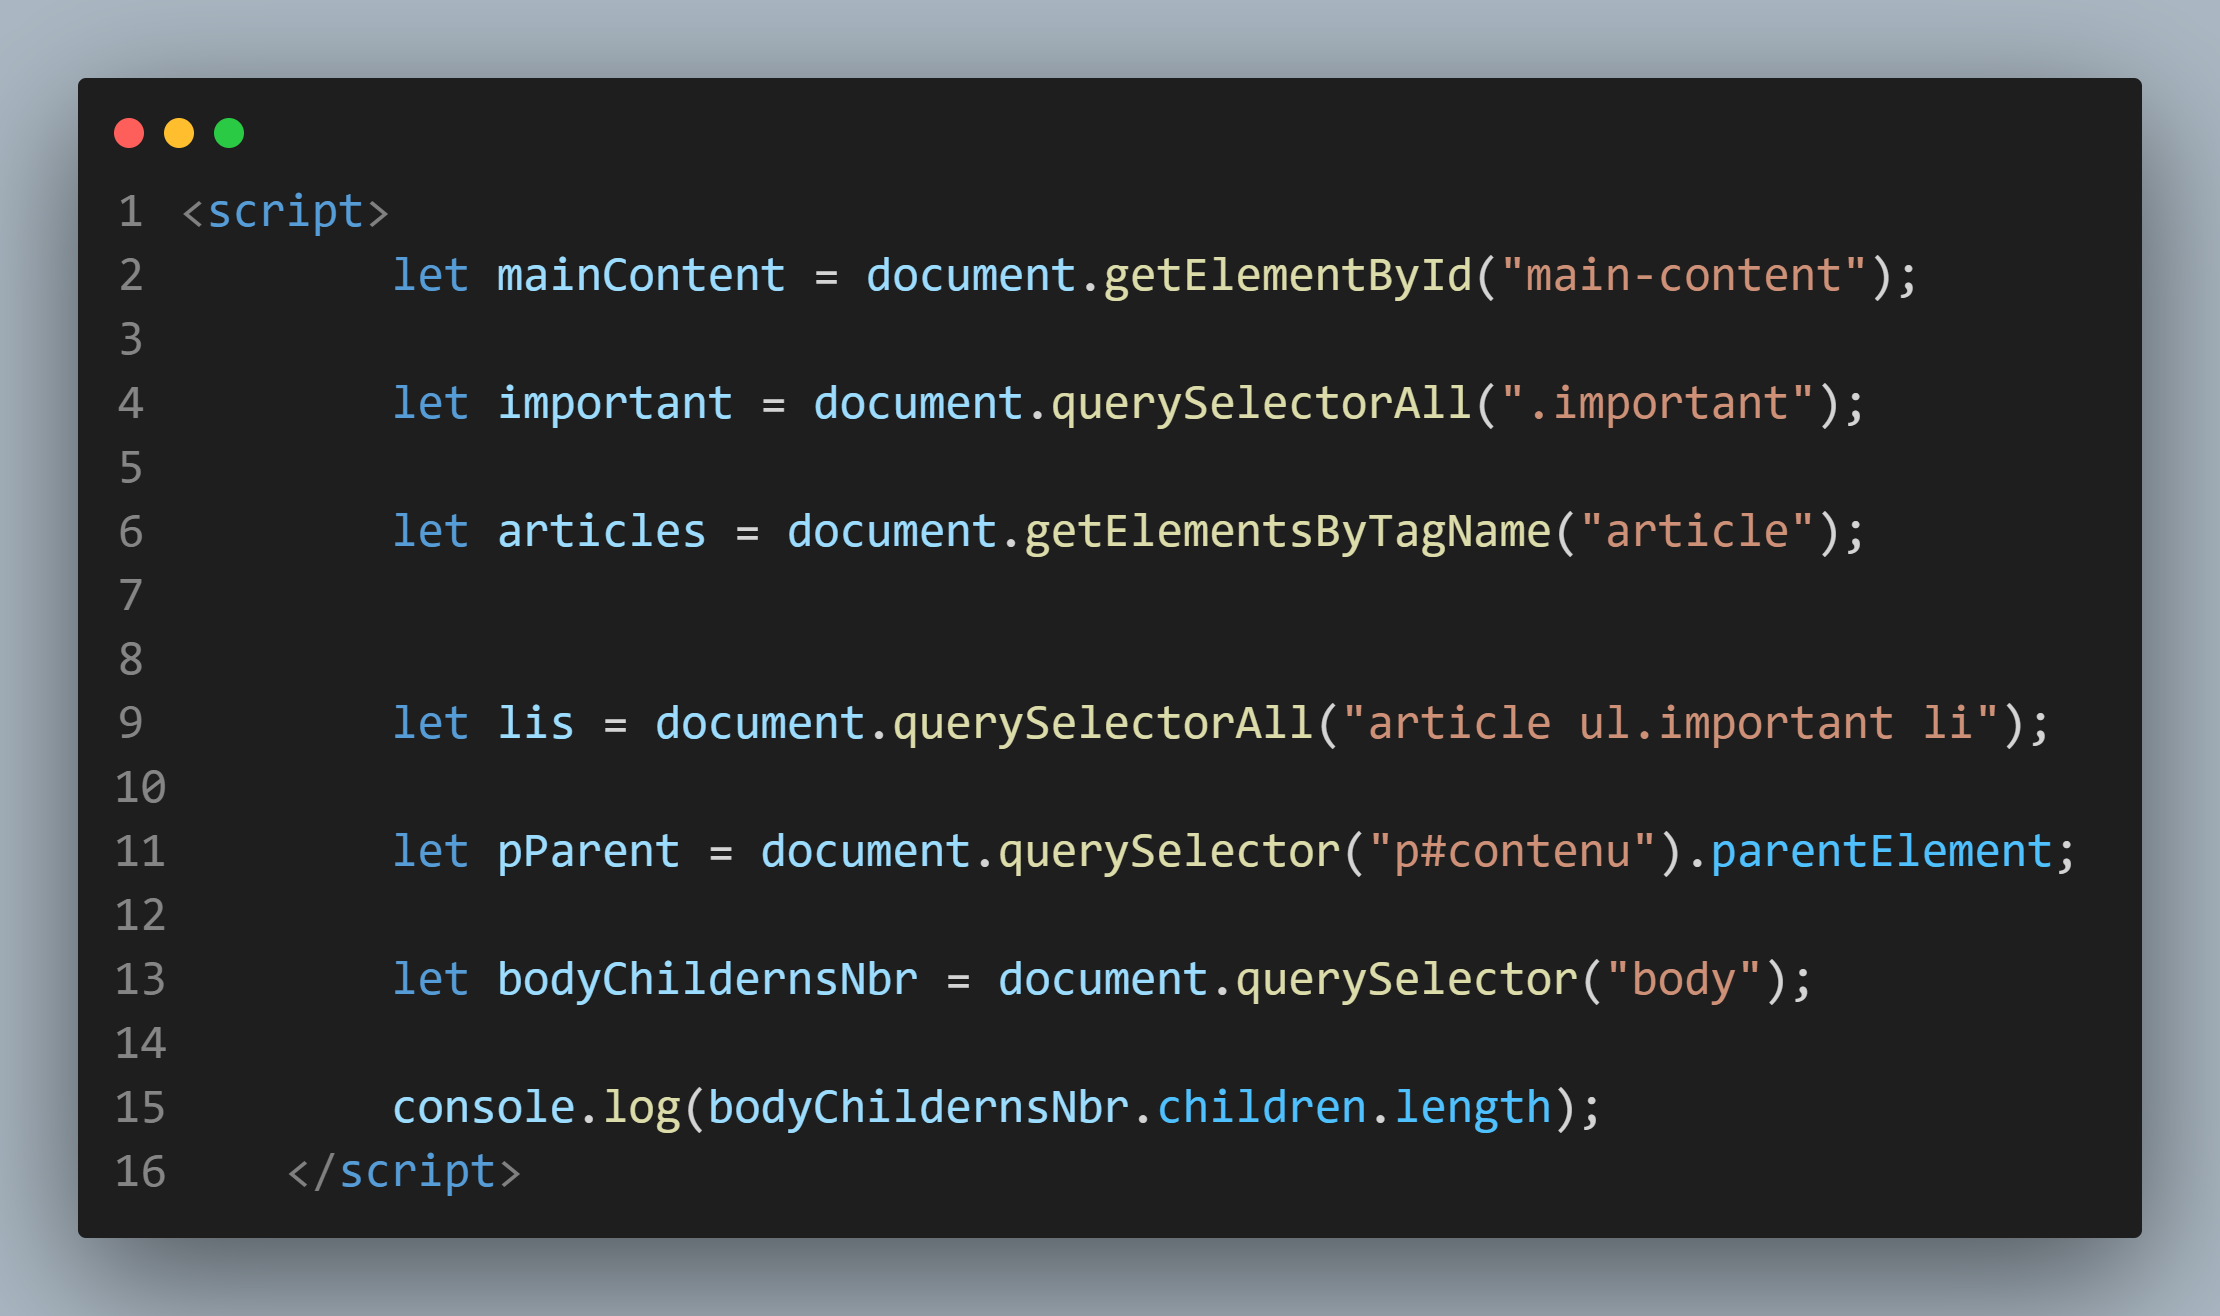 1 <script>
2 let mainContent = document.getElementById("main-content");
3
4 let important = document.querySelectorAll(".important");
5
6 let articles = document.getElementsByTagName("article");
7
8
9 let lis = document.querySelectorAll("article ul.important li");
10
11 let pParent = document.querySelector("p#contenu").parentElement;
12
13 let bodyChildernsNbr = document.querySelector("body");
14
15 console.log(bodyChildernsNbr.children.length);
16 </script>